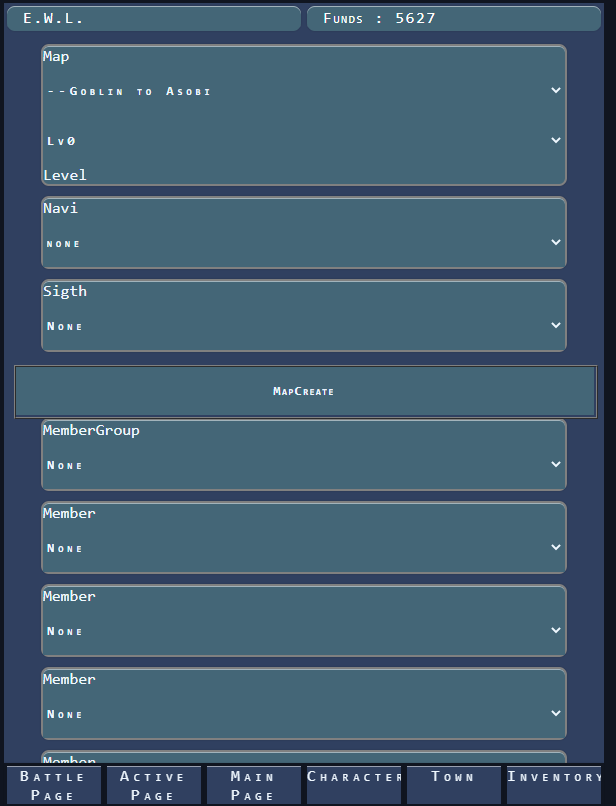 E.W.L.
Funds : 5627
Map
--Goblin to Asobi
Lv0
Level
Navi
none
Sigth
None
MapCreate
MemberGroup
None
Member
None
Member
None
Member
None
Member
Battle Page
Active Page
Main Page
Character
Town
Inventory